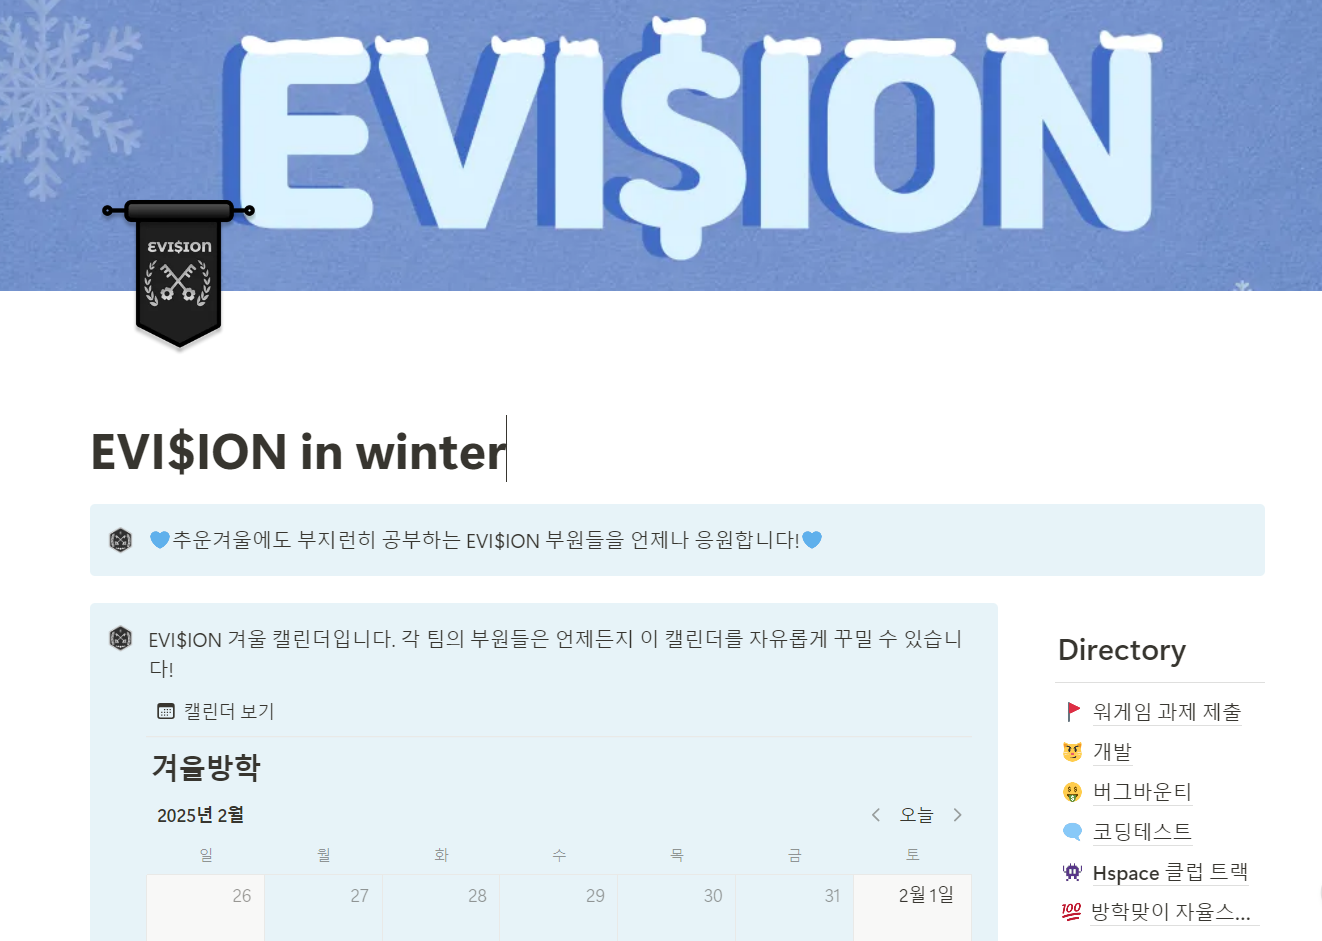 EVI$ION
EVI$ION
EVI$ION in winter
💙추운겨울에도 부지런히 공부하는 EVI$ION 부원들을 언제나 응원합니다!💙
EVI$ION 겨울 캘린더입니다. 각 팀의 부원들은 언제든지 이 캘린더를 자유롭게 꾸밀 수 있습니
다!
캘린더 보기
겨울방학
2025년 2월
오늘
일 월 화 수 목 금 토
26 27 28 29 30 31 2월 1일
Directory
워게임 과제 제출
개발
버그바운티
코딩테스트
Hspace 클럽 트랙
💯 방학맞이 자율스...